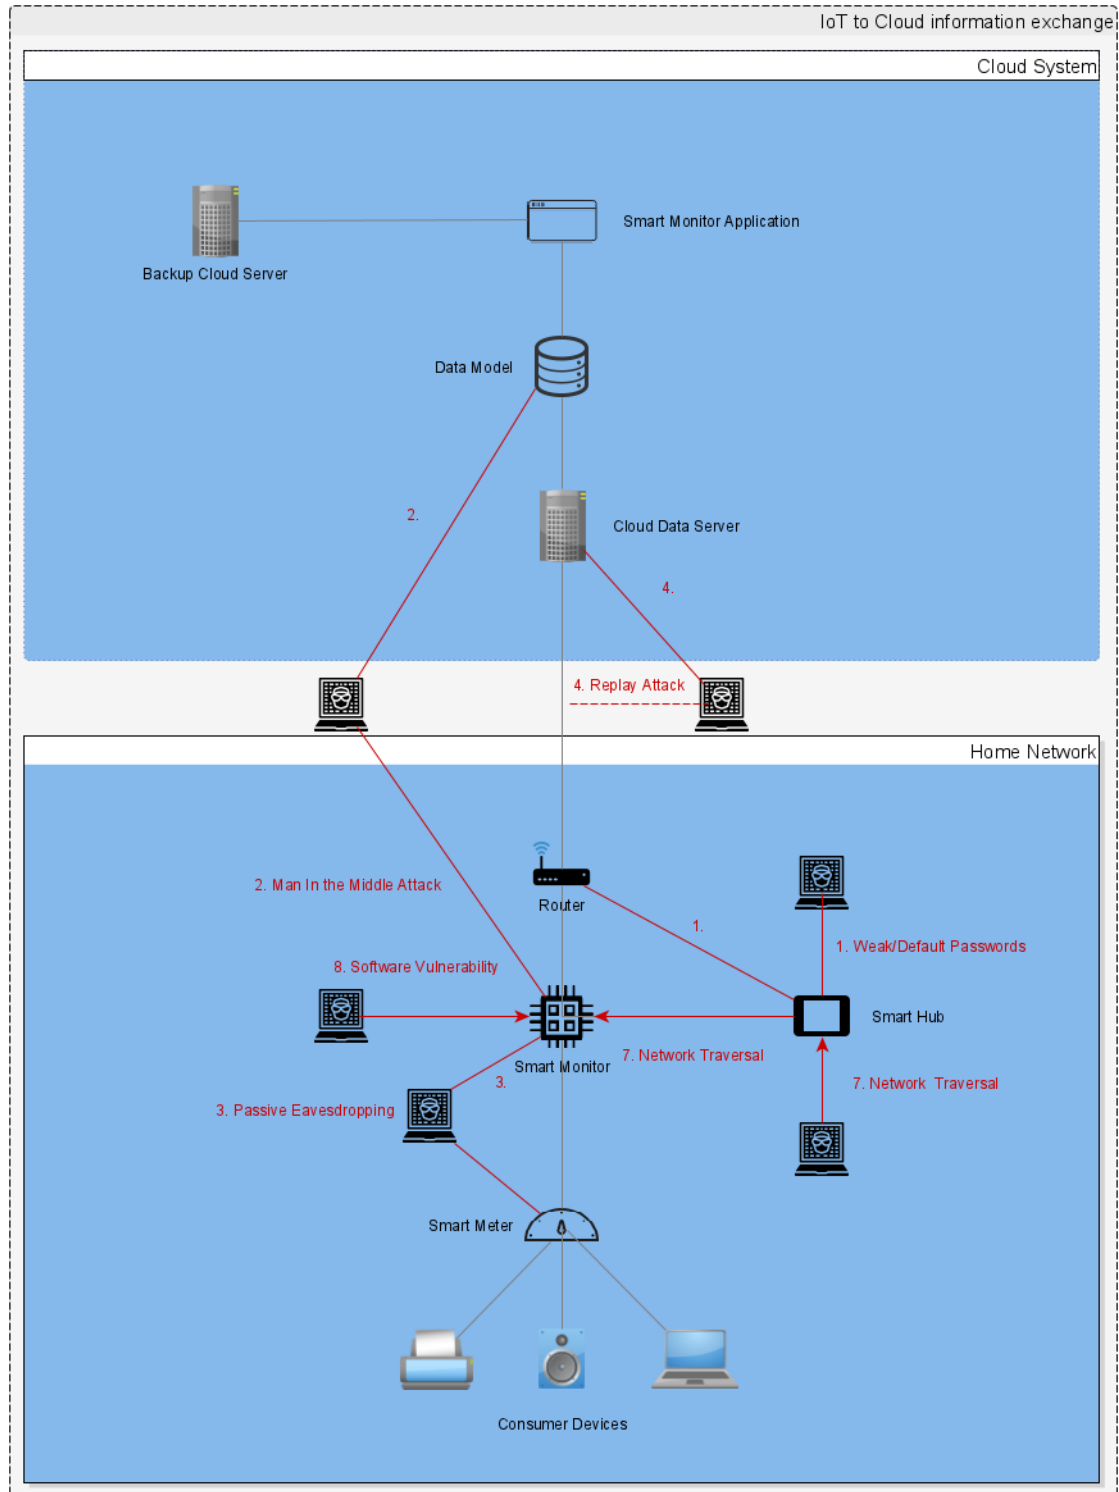 IoT to Cloud information exchange
Cloud System
Smart Monitor Application
Backup Cloud Server
Data Model
2.
Cloud Data Server
4.
4. Replay Attack
Home Network
2. Man In the Middle Attack
Router
1.
1. Weak/Default Passwords
8. Software Vulnerability
Smart Hub
7. Network Traversal
Smart Monitor
3.
7. Network Traversal
3. Passive Eavesdropping
Smart Meter
Consumer Devices